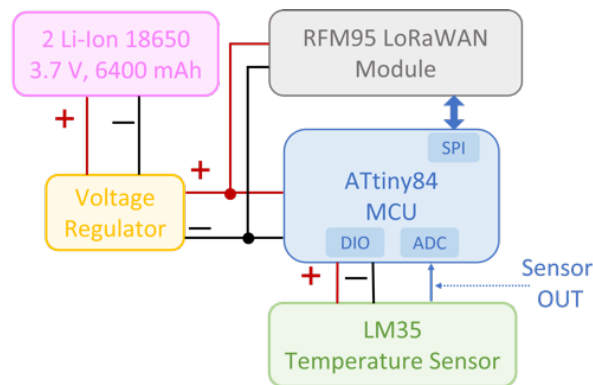 2 Li-Ion 18650
3.7 V, 6400 mAh
RFM95 LoRaWAN
Module
+
−
SPI
ATtiny84
MCU
+
Voltage
Regulator
−
DIO
ADC
+
−
Sensor
OUT
LM35
Temperature Sensor